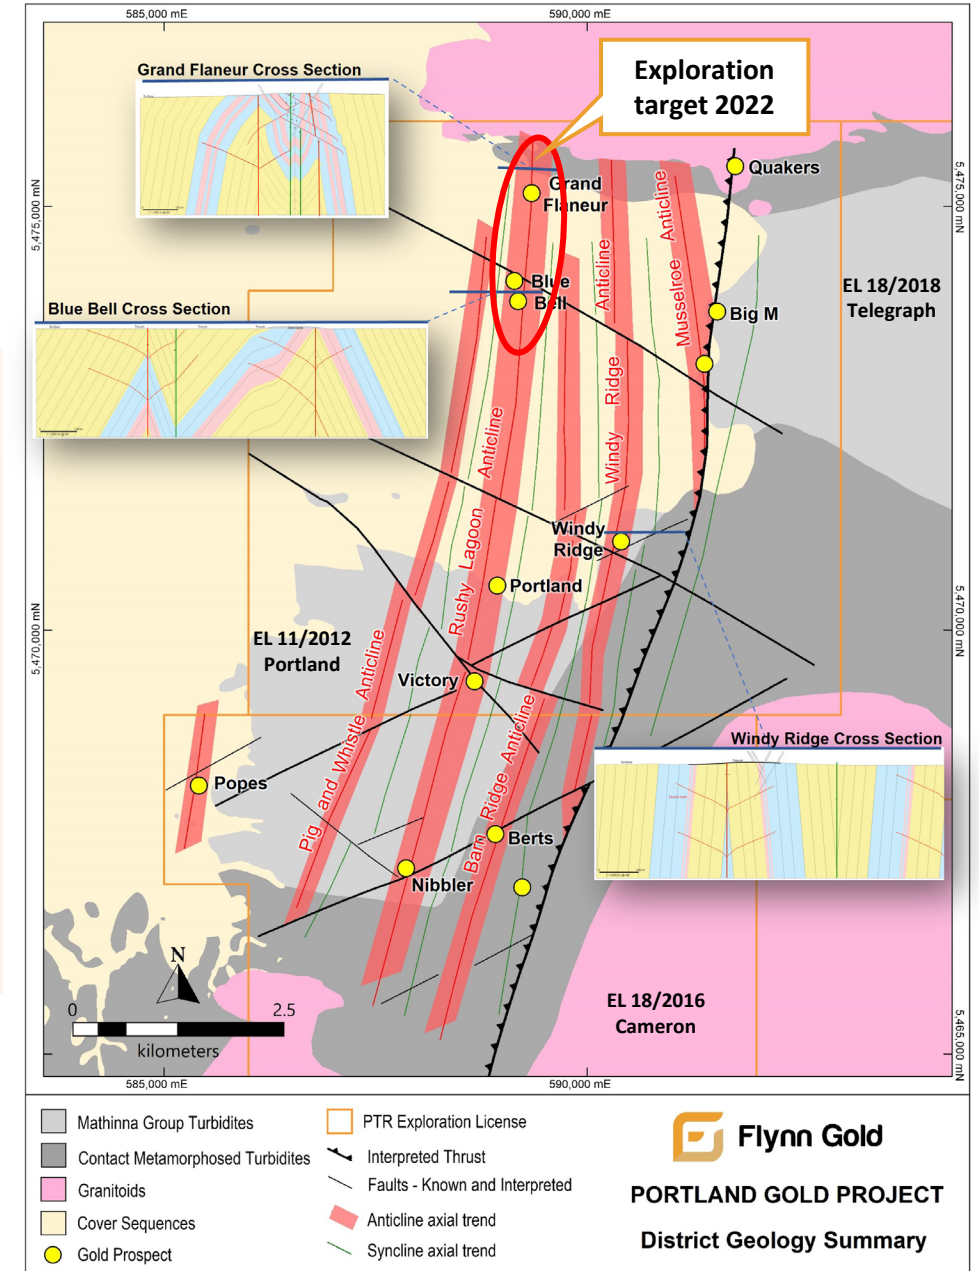 585,000 mE
590,000 mE
Grand Flaneur Cross Section
Exploration
target 2022
Quakers
Grand
Flaneur
5,475,000 mN
5,475,000 mN
Blue
Bell
Blue Bell Cross Section
Anticline
Musselroe Anticline
Big M
EL 18/2018
Telegraph
Windy Ridge
Rushy Lagoon Anticline
Windy
Ridge
Portland
5,470,000 mN
5,470,000 mN
EL 11/2012
Portland
Victory
Pig and Whistle Anticline
Barn Ridge Anticline
Windy Ridge Cross Section
Popes
Berts
Nibbler
N
0
2.5
kilometers
EL 18/2016
Cameron
5,465,000 mN
585,000 mE
590,000 mE
Mathinna Group Turbidites
Contact Metamorphosed Turbidites
Granitoids
Cover Sequences
Gold Prospect
PTR Exploration License
Interpreted Thrust
Faults - Known and Interpreted
Anticline axial trend
Syncline axial trend
Flynn Gold
PORTLAND GOLD PROJECT
District Geology Summary